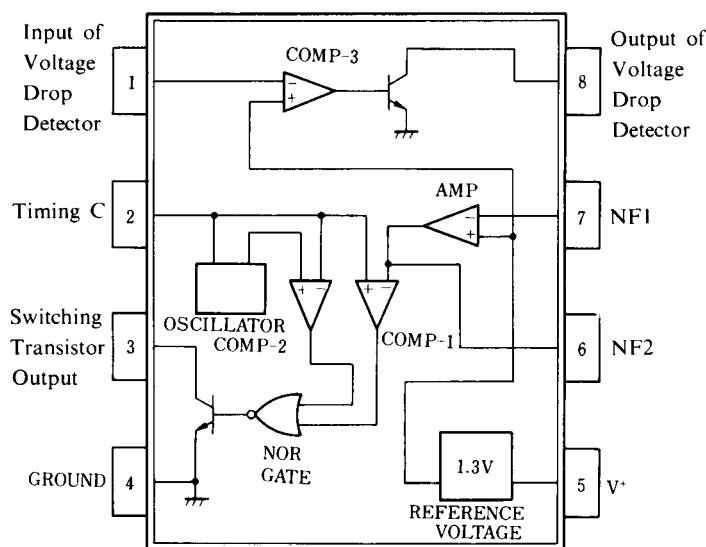 Input of
Voltage
Drop
Detector
1
COMP-3
−
+
8
Output of
Voltage
Drop
Detector
Timing C
2
AMP
−
+
7
NF1
OSCILLATOR
+ −
COMP-2
+ −
COMP-1
Switching
Transistor
Output
3
6
NF2
NOR
GATE
GROUND
4
1.3V
REFERENCE
VOLTAGE
5
V⁺